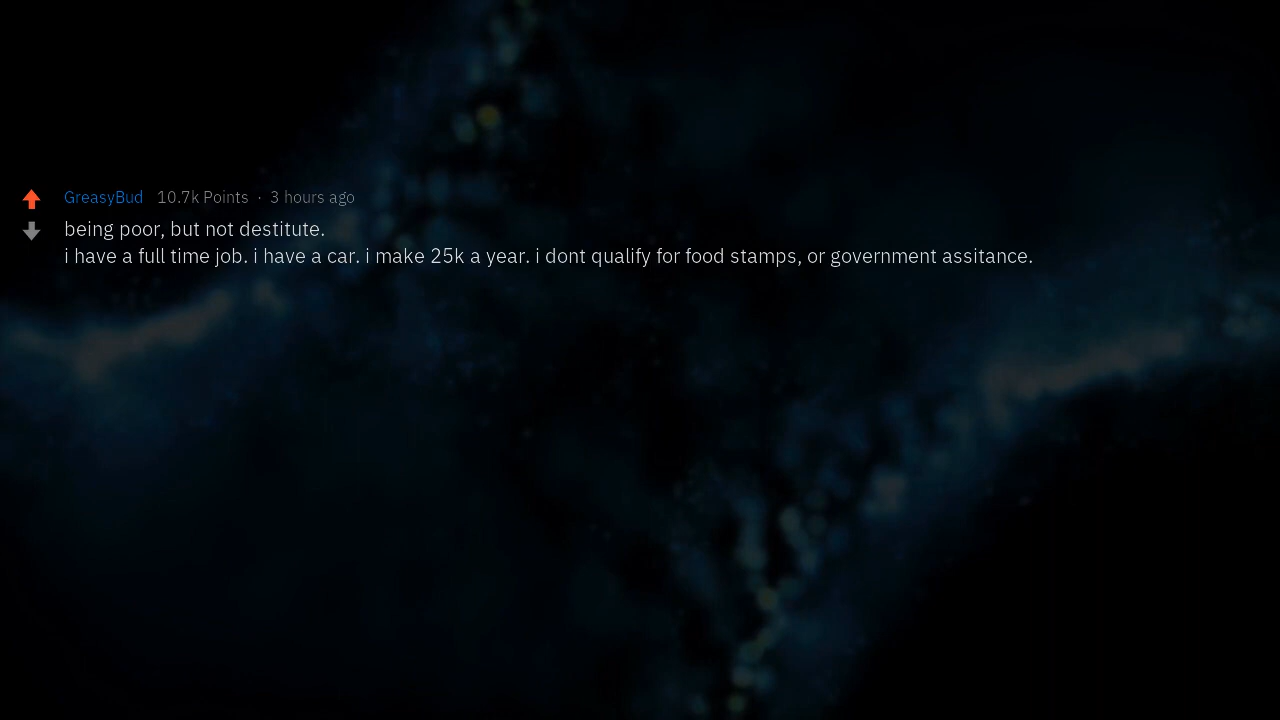 GreasyBud 10.7k Points · 3 hours ago
being poor, but not destitute.
i have a full time job. i have a car. i make 25k a year. i dont qualify for food stamps, or government assitance.